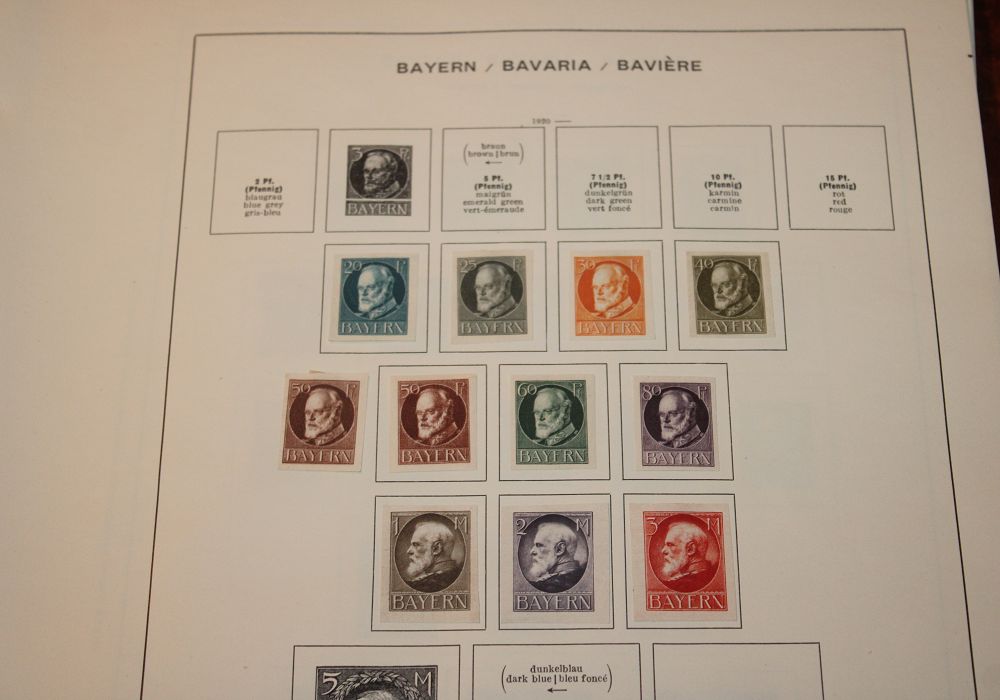 BAYERN / BAVARIA / BAVIÈRE
1920 —
2 Pf.
(Pfennig)
blaugrau
blue grey
gris-bleu
3 Pf
BAYERN
(braun
brown | brun)
5 Pf.
(Pfennig)
maigrün
emerald green
vert-émeraude
7 1/2 Pf.
(Pfennig)
dunkelgrün
dark green
vert foncé
10 Pf.
(Pfennig)
karmin
carmine
carmin
15 Pf.
(Pfennig)
rot
red
rouge
20 Pf
BAYERN
25 Pf
BAYERN
30 Pf
BAYERN
40 Pf
BAYERN
50 Pf
BAYERN
50 Pf
BAYERN
60 Pf
BAYERN
80 Pf
BAYERN
1 M
BAYERN
2 M
BAYERN
3 M
BAYERN
5 M
(dunkelblau
dark blue | bleu foncé)